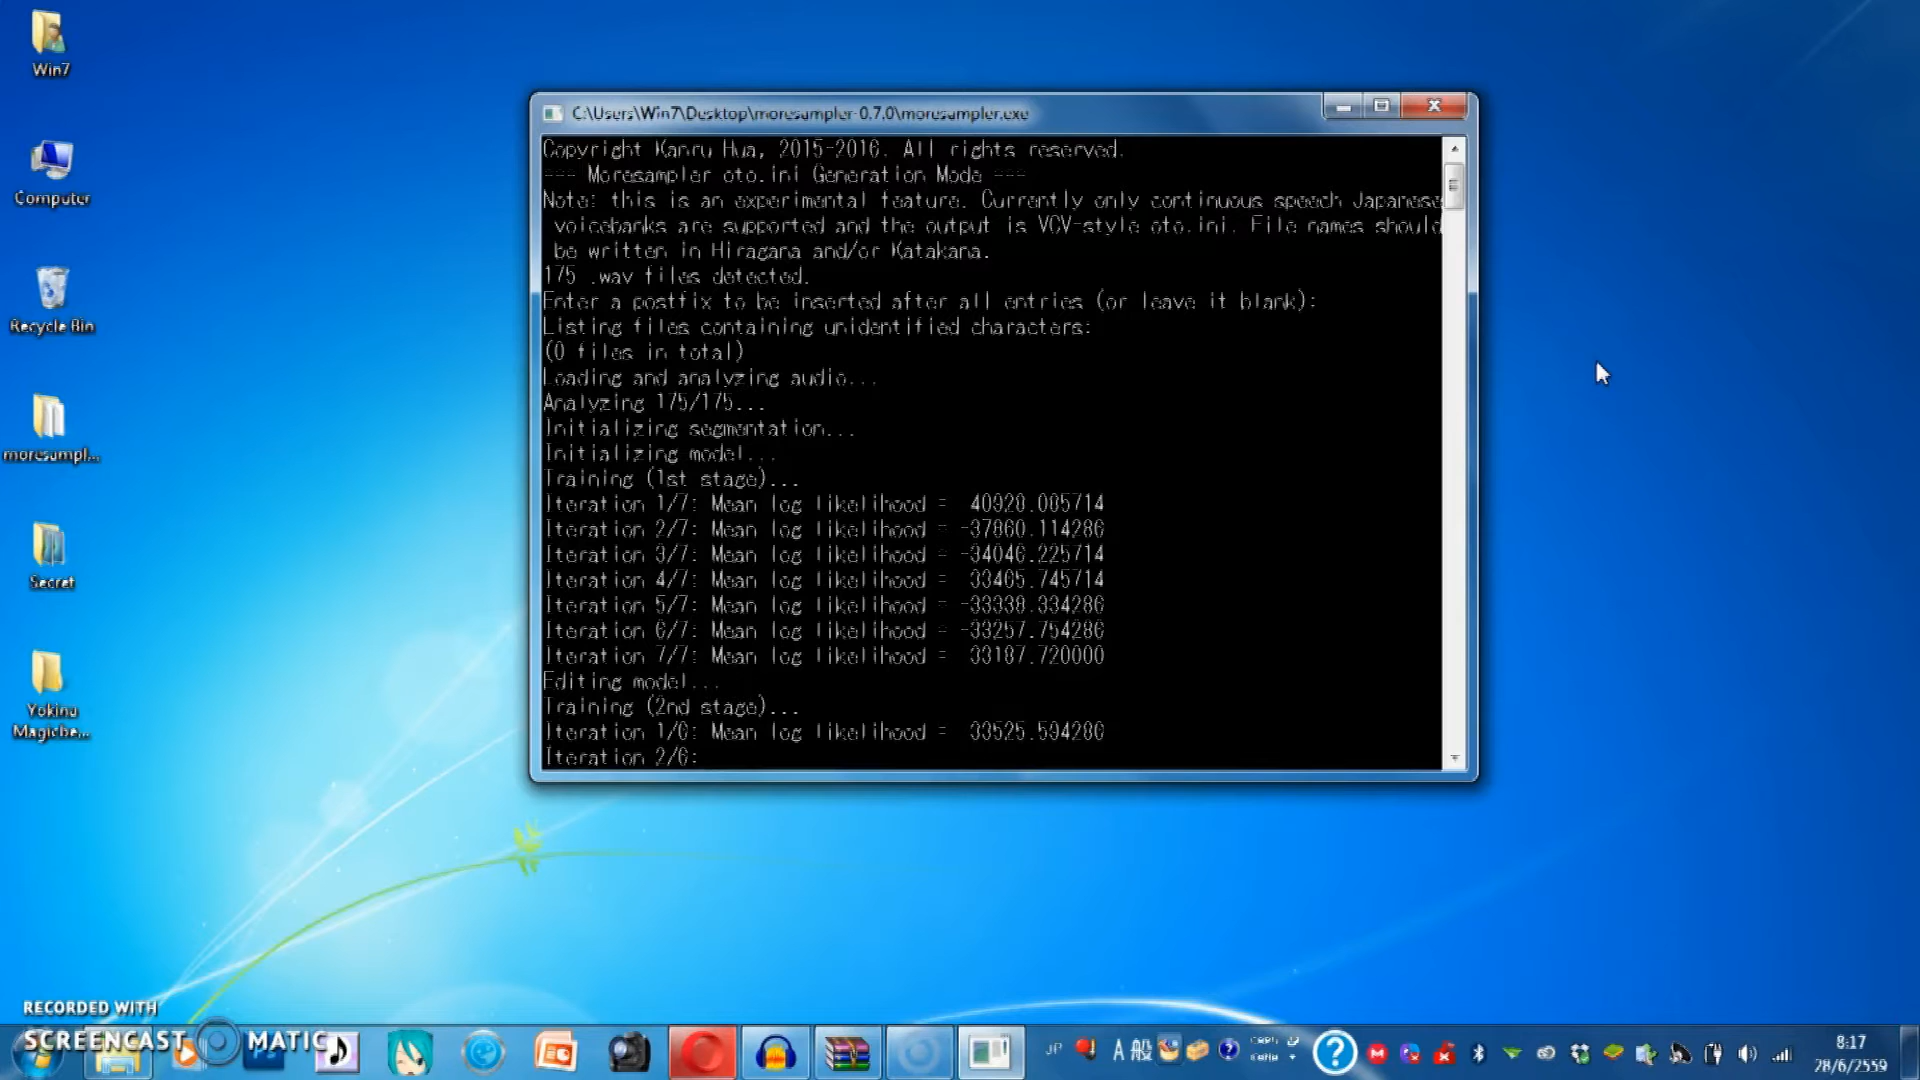 Win7
Computer
Recycle Bin
moresampl...
Secret
Yokina
Magiche...
C:\Users\Win7\Desktop\moresampler-0.7.0\moresampler.exe
Copyright Kanru Hua, 2015-2016. All rights reserved.
--- Moresampler oto.ini Generation Mode ---
Note: this is an experimental feature. Currently only continuous speech Japanese
voicebanks are supported and the output is VCV-style oto.ini. File names should
be written in Hiragana and/or Katakana.
175 .wav files detected.
Enter a postfix to be inserted after all entries (or leave it blank):
Listing files containing unidentified characters:
(0 files in total)
Loading and analyzing audio...
Analyzing 175/175...
Initializing segmentation...
Initializing model...
Training (1st stage)...
Iteration 1/7: Mean log likelihood = 40928.085714
Iteration 2/7: Mean log likelihood = -37860.114286
Iteration 3/7: Mean log likelihood = -34046.225714
Iteration 4/7: Mean log likelihood = 33465.745714
Iteration 5/7: Mean log likelihood = -33338.334286
Iteration 6/7: Mean log likelihood = -33257.754286
Iteration 7/7: Mean log likelihood = 33187.720000
Editing model...
Training (2nd stage)...
Iteration 1/6: Mean log likelihood = 33525.594286
Iteration 2/6:
RECORDED WITH
SCREENCAST MATIC
JP
A 般
CAPS
KANA
8:17
28/6/2559